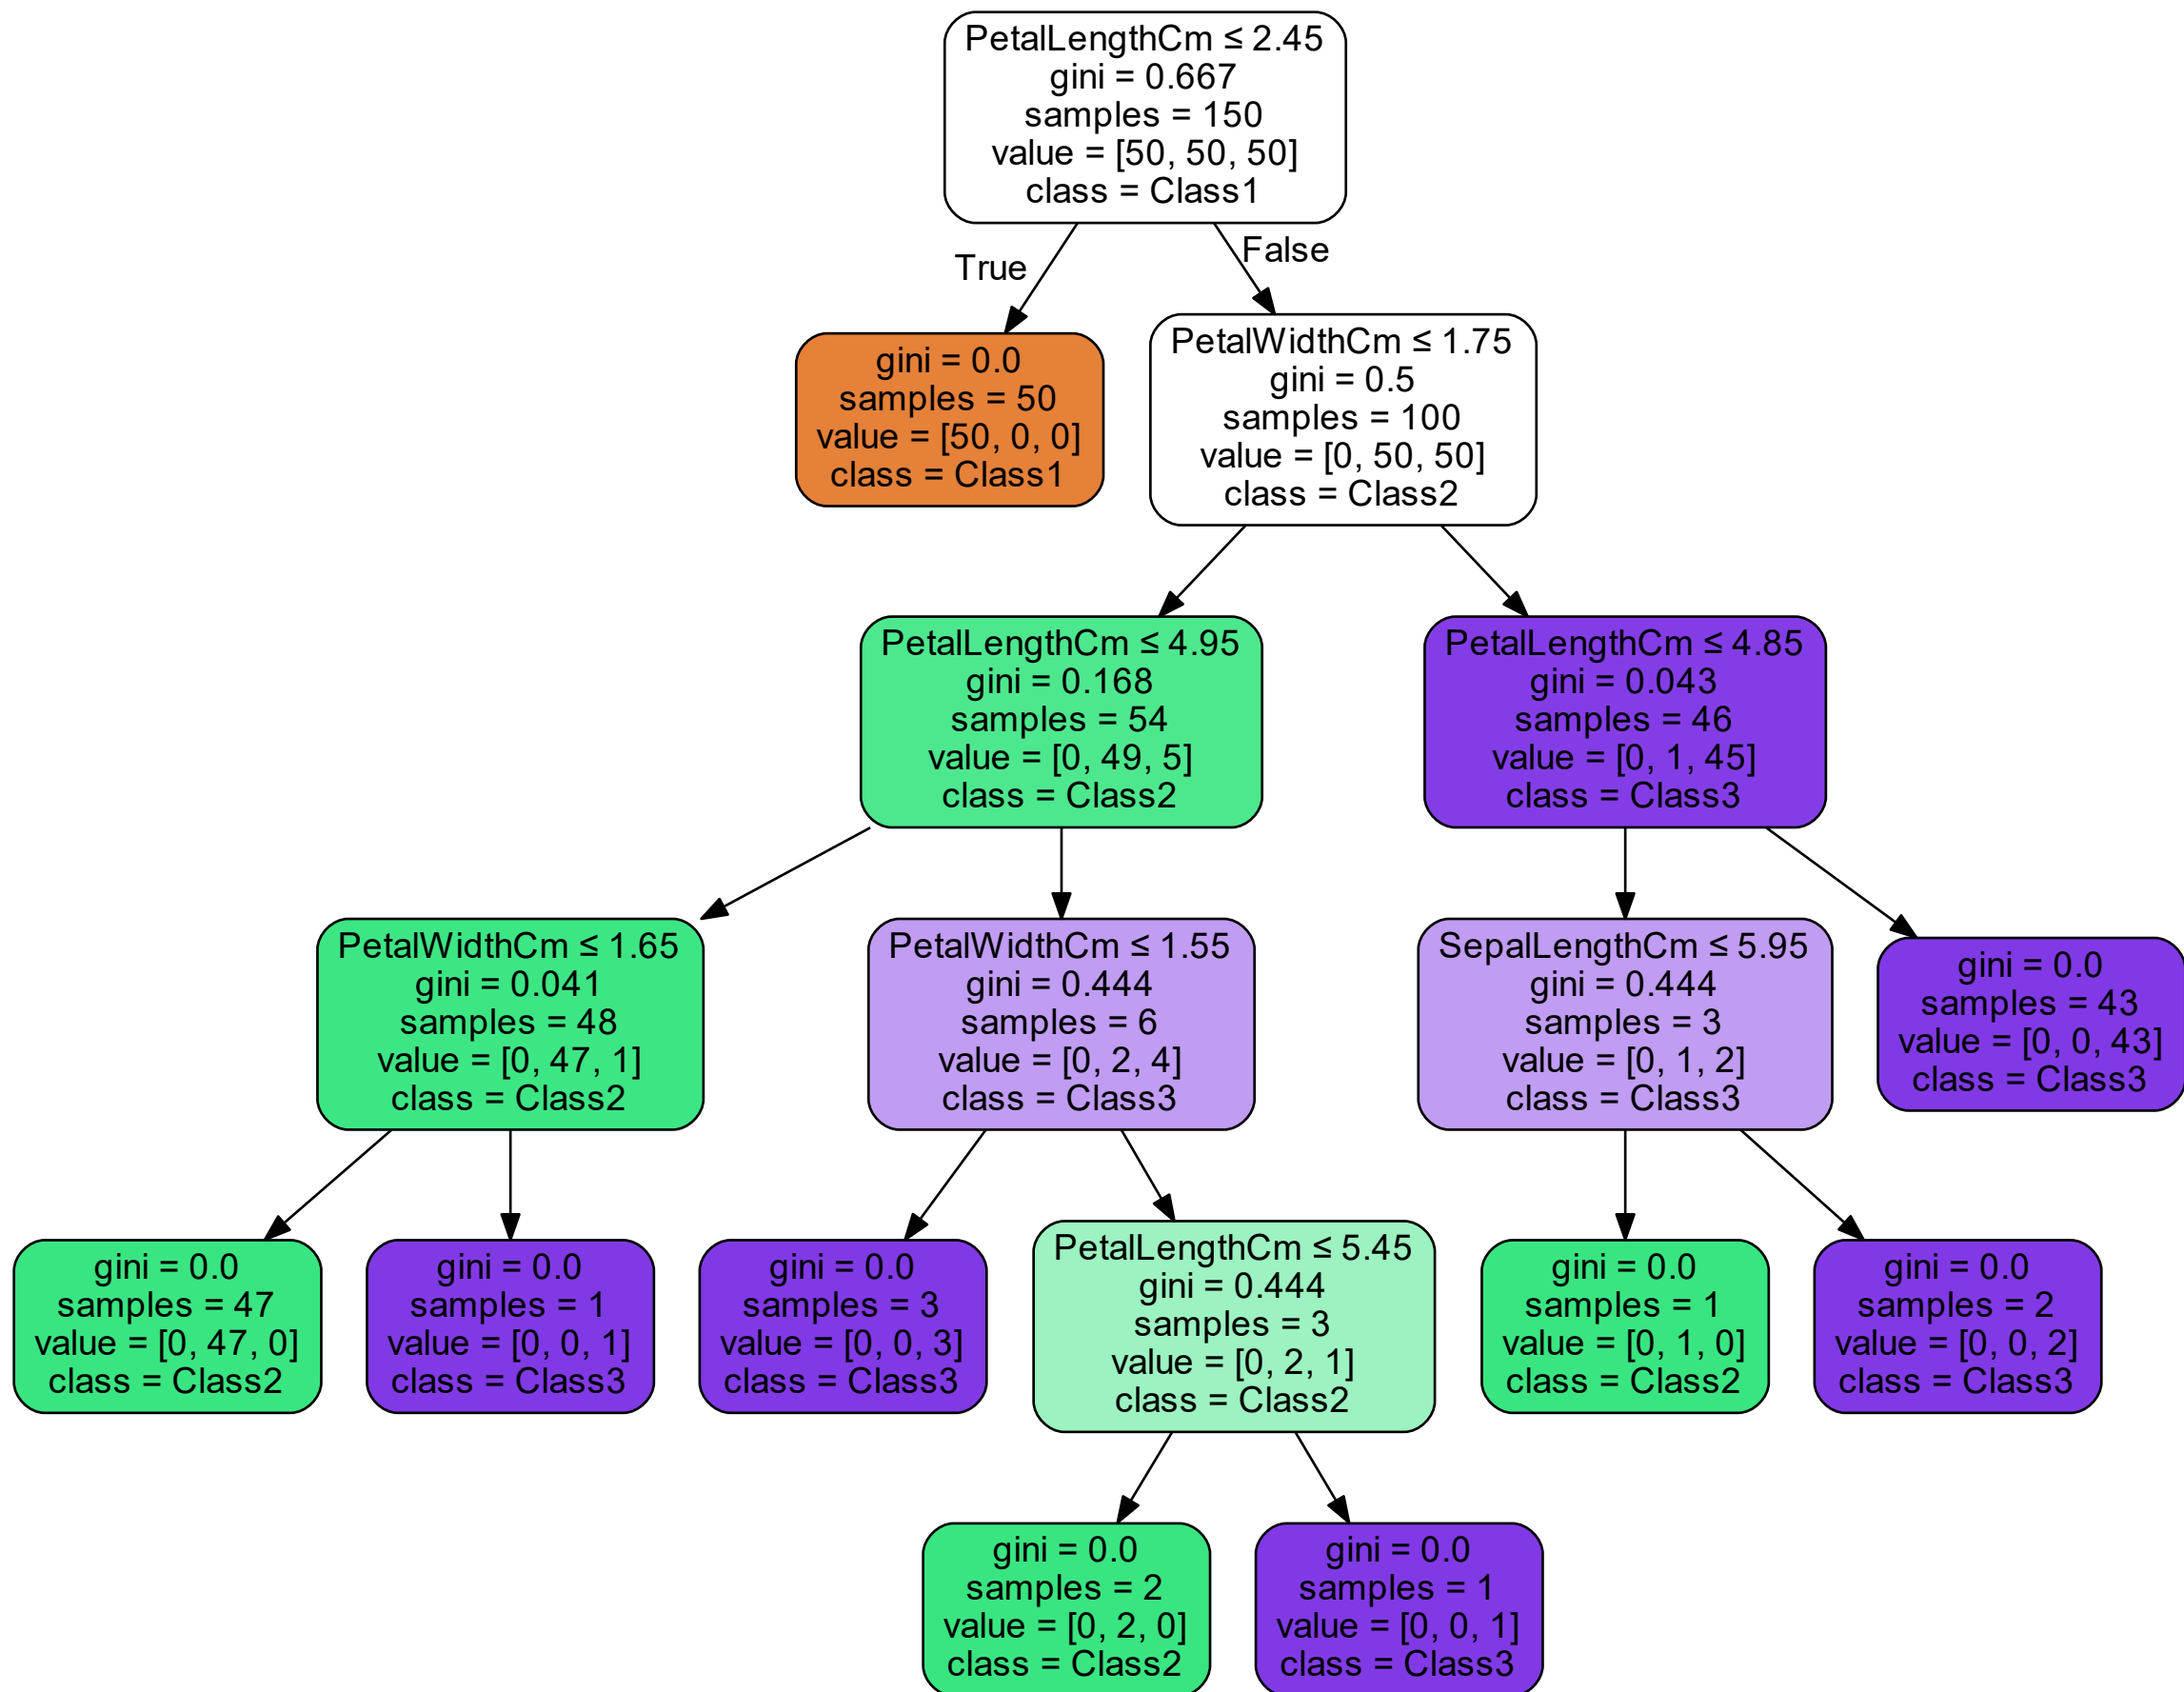 PetalLengthCm ≤ 2.45
gini = 0.667
samples = 150
value = [50, 50, 50]
class = Class1
True
False
gini = 0.0
samples = 50
value = [50, 0, 0]
class = Class1
PetalWidthCm ≤ 1.75
gini = 0.5
samples = 100
value = [0, 50, 50]
class = Class2
PetalLengthCm ≤ 4.95
gini = 0.168
samples = 54
value = [0, 49, 5]
class = Class2
PetalLengthCm ≤ 4.85
gini = 0.043
samples = 46
value = [0, 1, 45]
class = Class3
PetalWidthCm ≤ 1.65
gini = 0.041
samples = 48
value = [0, 47, 1]
class = Class2
PetalWidthCm ≤ 1.55
gini = 0.444
samples = 6
value = [0, 2, 4]
class = Class3
SepalLengthCm ≤ 5.95
gini = 0.444
samples = 3
value = [0, 1, 2]
class = Class3
gini = 0.0
samples = 43
value = [0, 0, 43]
class = Class3
gini = 0.0
samples = 47
value = [0, 47, 0]
class = Class2
gini = 0.0
samples = 1
value = [0, 0, 1]
class = Class3
gini = 0.0
samples = 3
value = [0, 0, 3]
class = Class3
PetalLengthCm ≤ 5.45
gini = 0.444
samples = 3
value = [0, 2, 1]
class = Class2
gini = 0.0
samples = 1
value = [0, 1, 0]
class = Class2
gini = 0.0
samples = 2
value = [0, 0, 2]
class = Class3
gini = 0.0
samples = 2
value = [0, 2, 0]
class = Class2
gini = 0.0
samples = 1
value = [0, 0, 1]
class = Class3